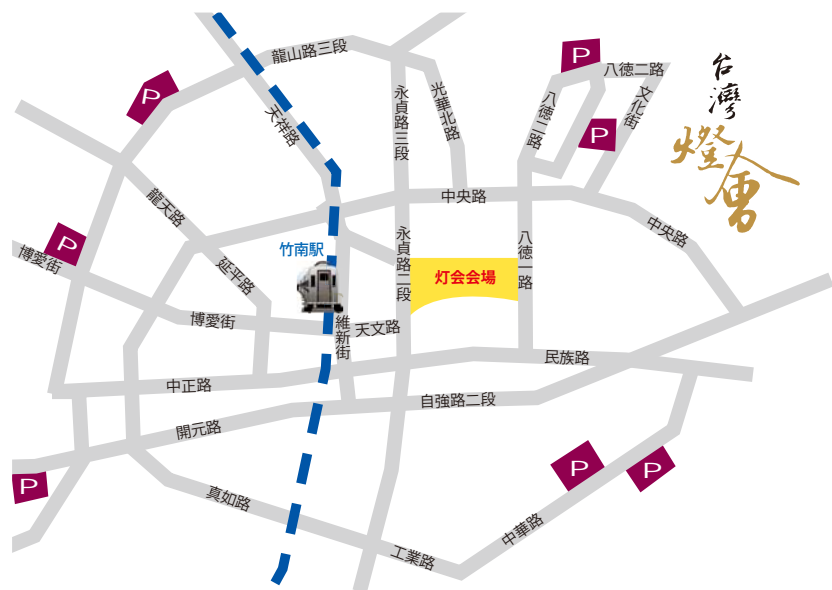 台灣
燈會
龍山路三段
天祥路
永貞路三段
光華北路
八徳二路
八徳二路
文化街
P
P
P
中央路
中央路
龍天路
P
博愛街
延平路
竹南駅
永貞路二段
灯会会場
八徳一路
博愛街
維新街
天文路
中正路
民族路
自強路二段
開元路
P
真如路
P
P
中華路
工業路